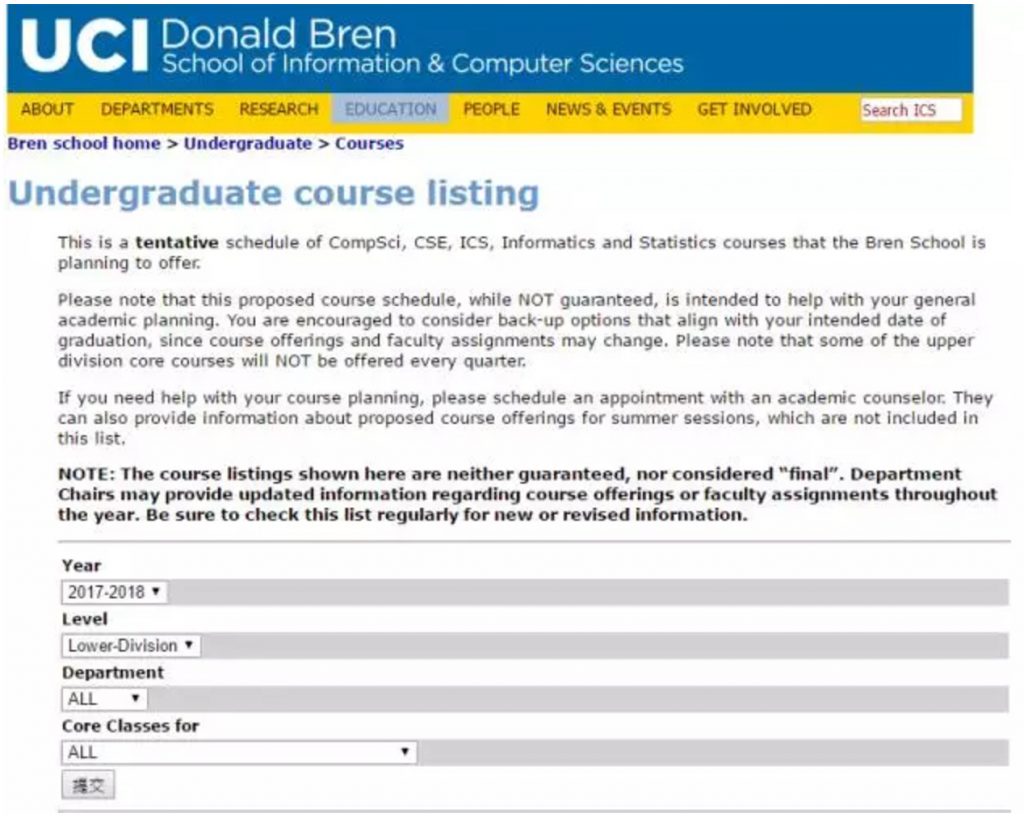 UCI Donald Bren
School of Information & Computer Sciences
ABOUT DEPARTMENTS RESEARCH EDUCATION PEOPLE NEWS & EVENTS GET INVOLVED Search ICS
Bren school home > Undergraduate > Courses
Undergraduate course listing
This is a tentative schedule of CompSci, CSE, ICS, Informatics and Statistics courses that the Bren School is
planning to offer.
Please note that this proposed course schedule, while NOT guaranteed, is intended to help with your general
academic planning. You are encouraged to consider back-up options that align with your intended date of
graduation, since course offerings and faculty assignments may change. Please note that some of the upper
division core courses will NOT be offered every quarter.
If you need help with your course planning, please schedule an appointment with an academic counselor. They
can also provide information about proposed course offerings for summer sessions, which are not included in
this list.
NOTE: The course listings shown here are neither guaranteed, nor considered “final”. Department
Chairs may provide updated information regarding course offerings or faculty assignments throughout
the year. Be sure to check this list regularly for new or revised information.
Year
2017-2018
Level
Lower-Division
Department
ALL
Core Classes for
ALL
提交